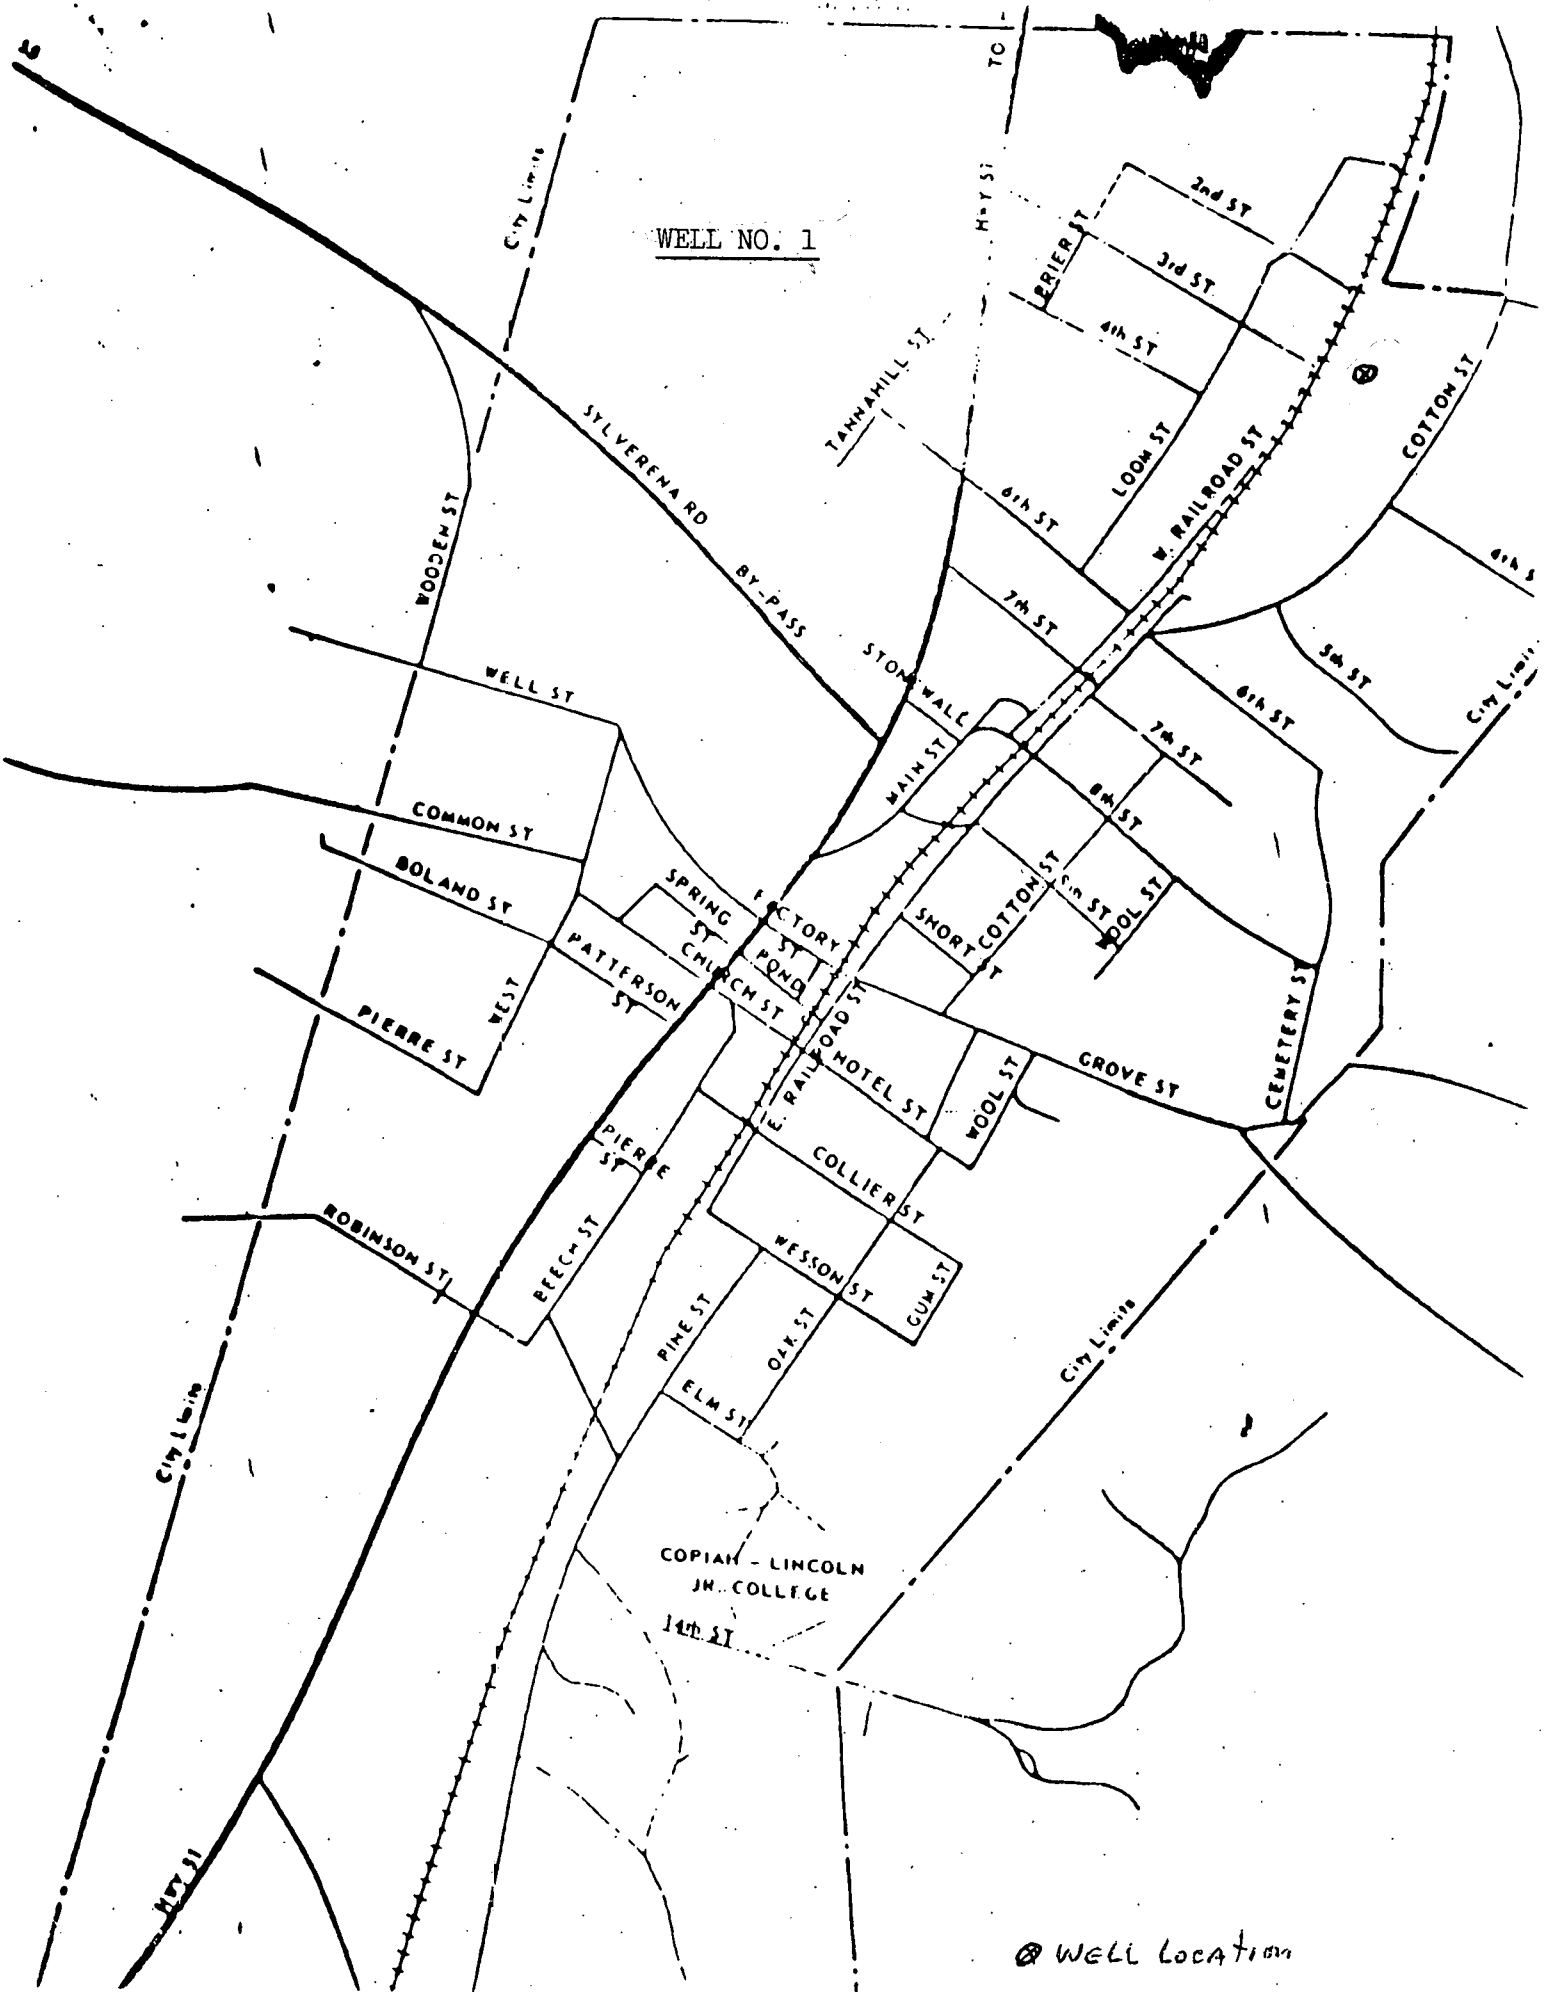 TO
City Limits
HWY 51
2nd ST
WELL NO. 1
BRIER ST
3rd ST
4th ST
TANNAHILL ST
COTTON ST
SYLVERENA RD
LOOM ST
W. RAILROAD ST
6th ST
WOODEN ST
4th S
BY-PASS
7th ST
5th ST
STONEWALL
WELL ST
6th ST
City Limi
7th ST
MAIN ST
8th ST
COMMON ST
BOLAND ST
SPRING
ST
FACTORY
ST
COTTON ST
9th ST
WOOL ST
SHORT ST
PATTERSON
ST
CHURCH ST
POND
WEST
PIERRE ST
E. RAILROAD ST
HOTEL ST
WOOL ST
GROVE ST
CEMETERY ST
PIERRE
ST
COLLIER ST
ROBINSON ST
BEECH ST
WESSON ST
GUM ST
PINE ST
OAK ST
City Limits
ELM ST
City Limits
COPIAH - LINCOLN
JR. COLLEGE
14th ST
HWY 51
⊗ WELL LOCATION